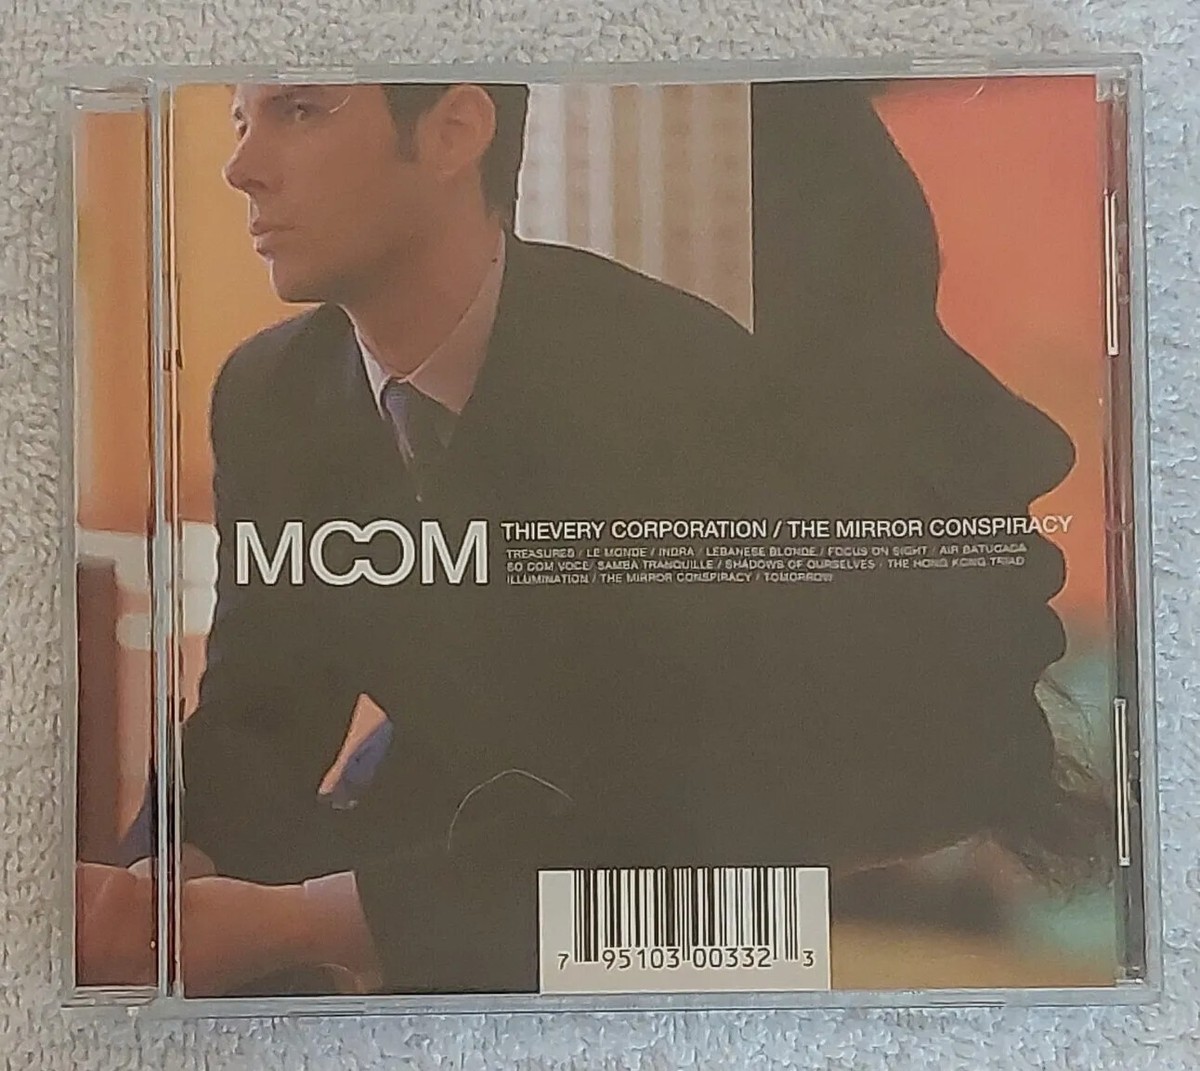 MOOM
THIEVERY CORPORATION / THE MIRROR CONSPIRACY
TREASURES / LE MONDE / INDRA / LEBANESE BLONDE / FOCUS ON SIGHT / AIR BATUCADA
SO COM VOCE / SAMBA TRANQUILLE / SHADOWS OF OURSELVES · THE HONG KONG TRIAD
ILLUMINATION / THE MIRROR CONSPIRACY / TOMORROW
7 95103 00332 3